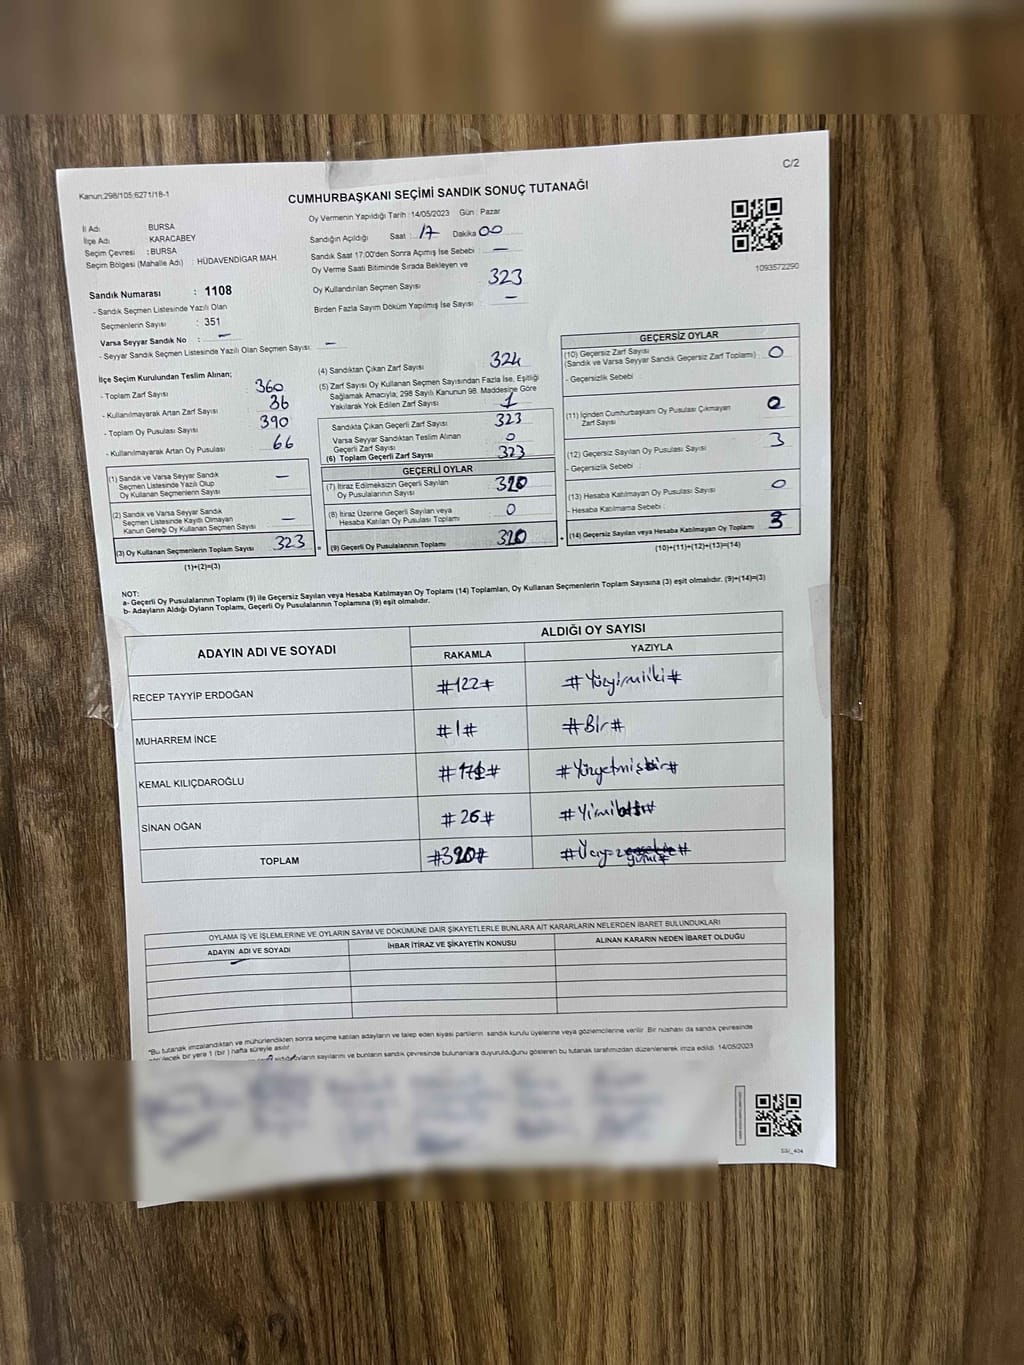 C/2
Kanun:298/105;6271/18-1
CUMHURBAŞKANI SEÇİMİ SANDIK SONUÇ TUTANAĞI
Oy Vermenin Yapıldığı Tarih :14/05/2023 Gün : Pazar
İl Adı : BURSA
İlçe Adı : KARACABEY
Seçim Çevresi : BURSA
Seçim Bölgesi (Mahalle Adı) : HÜDAVENDİGAR MAH.
Sandığın Açıldığı Saat : 17 Dakika 00
Sandık Saat 17:00'den Sonra Açımış İse Sebebi : —
Oy Verme Saati Bitiminde Sırada Bekleyen ve
Oy Kullandırılan Seçmen Sayısı 323
Birden Fazla Sayım Döküm Yapılmış İse Sayısı : —
1093572290
Sandık Numarası : 1108
- Sandık Seçmen Listesinde Yazılı Olan
Seçmenlerin Sayısı : 351
Varsa Seyyar Sandık No : —
- Seyyar Sandık Seçmen Listesinde Yazılı Olan Seçmen Sayısı: —
İlçe Seçim Kurulundan Teslim Alınan;
- Toplam Zarf Sayısı : 360
- Kullanılmayarak Artan Zarf Sayısı : 36
- Toplam Oy Pusulası Sayısı : 390
- Kullanılmayarak Artan Oy Pusulası : 66
(1) Sandık ve Varsa Seyyar Sandık
Seçmen Listesinde Yazılı Olup
Oy Kullanan Seçmenlerin Sayısı —
(2) Sandık ve Varsa Seyyar Sandık
Seçmen Listesinde Kayıtlı Olmayan
Kanun Gereği Oy Kullanan Seçmen Sayısı —
(3) Oy Kullanan Seçmenlerin Toplam Sayısı 323
(1)+(2)=(3)
(4) Sandıktan Çıkan Zarf Sayısı : 324
(5) Zarf Sayısı Oy Kullanan Seçmen Sayısından Fazla İse, Eşitliği
Sağlamak Amacıyla; 298 Sayılı Kanunun 98. Maddesine Göre
Yakılarak Yok Edilen Zarf Sayısı : 1
Sandıkta Çıkan Geçerli Zarf Sayısı : 323
Varsa Seyyar Sandıktan Teslim Alınan
Geçerli Zarf Sayısı : 0
(6) Toplam Geçerli Zarf Sayısı : 323
GEÇERLİ OYLAR
(7) İtiraz Edilmeksizin Geçerli Sayılan
Oy Pusulalarının Sayısı 320
(8) İtiraz Üzerine Geçerli Sayılan veya
Hesaba Katılan Oy Pusulası Toplamı 0
= (9) Geçerli Oy Pusulalarının Toplamı 320
GEÇERSİZ OYLAR
(10) Geçersiz Zarf Sayısı
(Sandık ve Varsa Seyyar Sandık Geçersiz Zarf Toplamı) : 0
- Geçersizlik Sebebi :
(11) İçinden Cumhurbaşkanı Oy Pusulası Çıkmayan
Zarf Sayısı : 0
(12) Geçersiz Sayılan Oy Pusulası Sayısı : 3
- Geçersizlik Sebebi :
(13) Hesaba Katılmayan Oy Pusulası Sayısı : 0
- Hesaba Katılmama Sebebi :
+ (14) Geçersiz Sayılan veya Hesaba Katılmayan Oy Toplamı 3
(10)+(11)+(12)+(13)=(14)
NOT:
a- Geçerli Oy Pusulalarının Toplamı (9) ile Geçersiz Sayılan veya Hesaba Katılmayan Oy Toplamı (14) Toplamları, Oy Kullanan Seçmenlerin Toplam Sayısına (3) eşit olmalıdır. (9)+(14)=(3)
b- Adayların Aldığı Oyların Toplamı, Geçerli Oy Pusulalarının Toplamına (9) eşit olmalıdır.
ADAYIN ADI VE SOYADI
ALDIĞI OY SAYISI
RAKAMLA YAZIYLA
RECEP TAYYİP ERDOĞAN #122# #Yüzyirmiiki#
MUHARREM İNCE #1# #Bir#
KEMAL KILIÇDAROĞLU #171# #Yüzyetmişbir#
SİNAN OĞAN #26# #Yirmialtı#
TOPLAM #320# #Üçyüz yirmi#
OYLAMA İŞ VE İŞLEMLERİNE VE OYLARIN SAYIM VE DÖKÜMÜNE DAİR ŞİKAYETLERLE BUNLARA AİT KARARLARIN NELERDEN İBARET BULUNDUKLARI
ADAYIN ADI VE SOYADI İHBAR İTİRAZ VE ŞİKAYETİN KONUSU ALINAN KARARIN NEDEN İBARET OLDUĞU
—
"Bu tutanak imzalandıktan ve mühürlendikten sonra seçime katılan adayların ve talep eden siyasi partilerin sandık kurulu üyelerine veya gözlemcilerine verilir. Bir nüshası da sandık çevresinde
görülecek bir yere 1 (bir) hafta süreyle asılır.
sayılarını ve bunların sandık çevresinde bulunanlara duyurulduğunu gösteren bu tutanak tarafımızdan düzenlenerek imza edildi. 14/05/2023